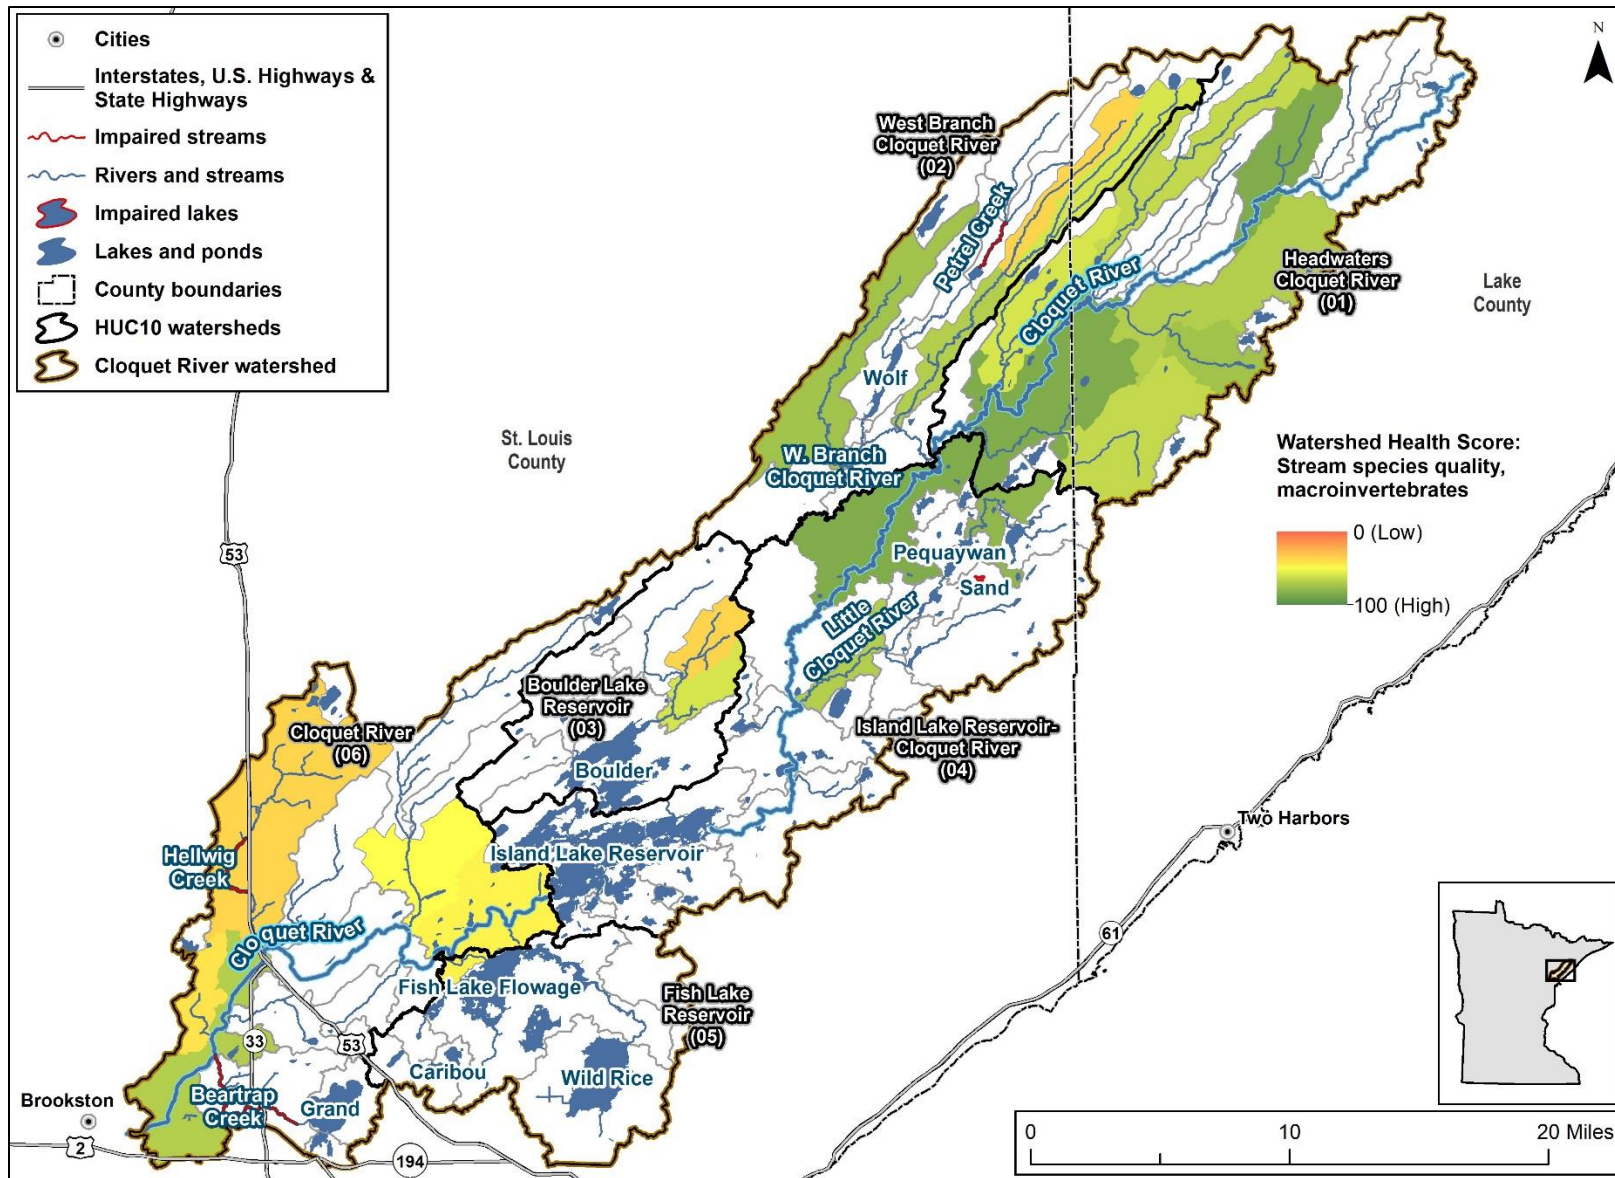 Cities
Interstates, U.S. Highways &
State Highways
Impaired streams
Rivers and streams
Impaired lakes
Lakes and ponds
County boundaries
HUC10 watersheds
Cloquet River watershed
N
West Branch
Cloquet River
(02)
Petrel Creek
Cloquet River
Headwaters
Cloquet River
(01)
Lake
County
Wolf
St. Louis
County
W. Branch
Cloquet River
Watershed Health Score:
Stream species quality,
macroinvertebrates
0 (Low)
100 (High)
53
Pequaywan
Sand
Little
Cloquet River
Boulder Lake
Reservoir
(03)
Cloquet River
(06)
Island Lake Reservoir-
Cloquet River
(04)
Boulder
Two Harbors
Island Lake Reservoir
Hellwig
Creek
Cloquet River
61
Fish Lake Flowage
Fish Lake
Reservoir
(05)
33
53
Caribou
Wild Rice
Brookston
Beartrap
Creek
Grand
2
194
0
10
20 Miles